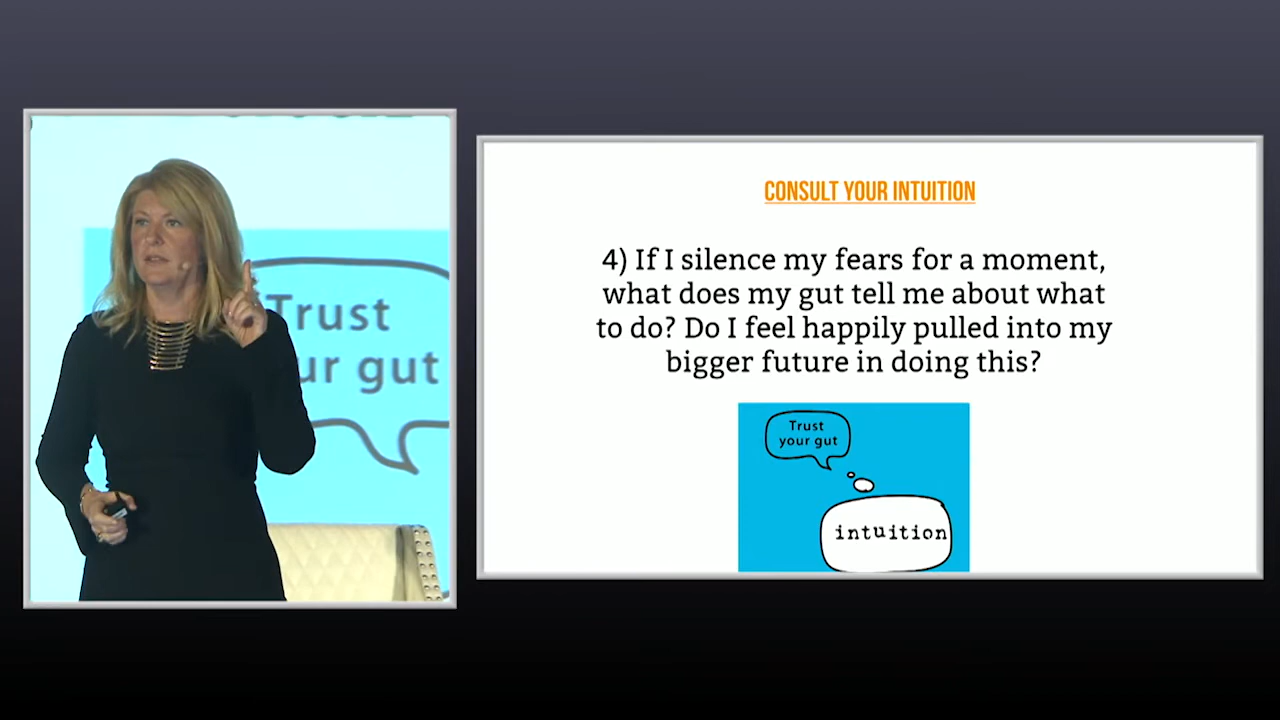 Trust
ur gut
CONSULT YOUR INTUITION
4) If I silence my fears for a moment,
what does my gut tell me about what
to do? Do I feel happily pulled into my
bigger future in doing this?
Trust
your gut
intuition